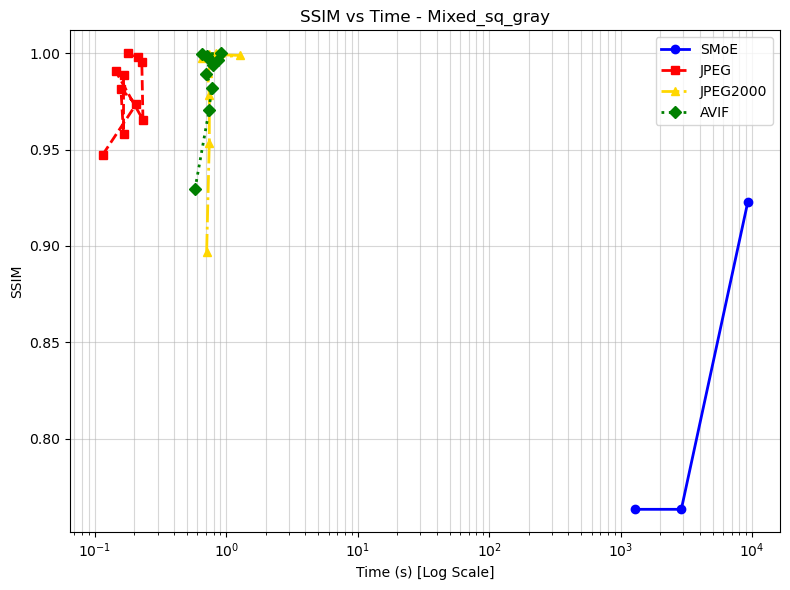 SSIM vs Time - Mixed_sq_gray
SMoE
JPEG
JPEG2000
AVIF
SSIM
1.00
0.95
0.90
0.85
0.80
10⁻¹
10⁰
10¹
10²
10³
10⁴
Time (s) [Log Scale]